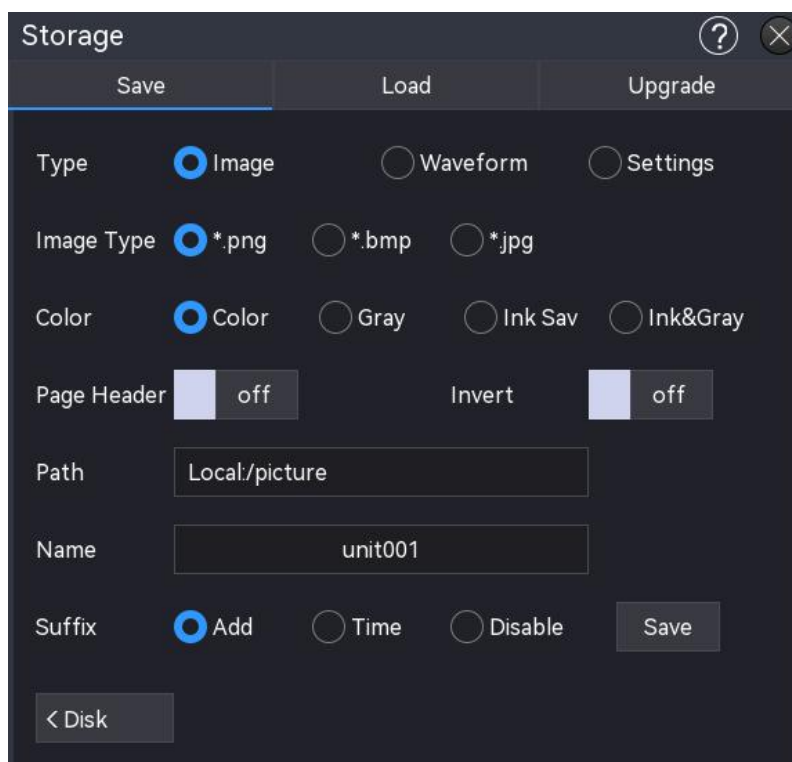 Storage ?
Save Load Upgrade
Type Image Waveform Settings
Image Type *.png *.bmp *.jpg
Color Color Gray Ink Sav Ink&Gray
Page Header off Invert off
Path Local:/picture
Name unit001
Suffix Add Time Disable Save
< Disk